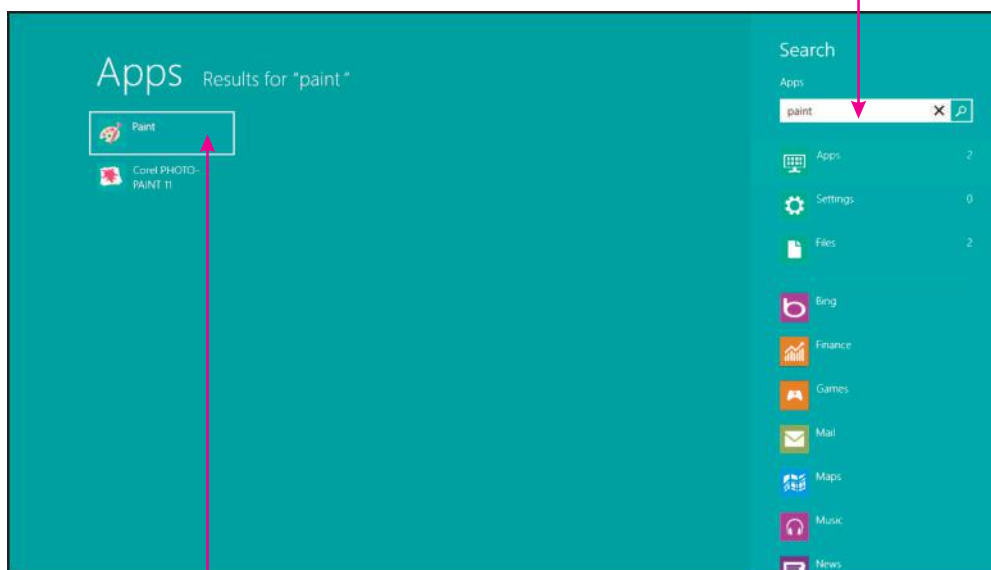 Apps Results for "paint"
Paint
Corel PHOTO-
PAINT 11
Search
Apps
paint
Apps 2
Settings 0
Files 2
Bing
Finance
Games
Mail
Maps
Music
News